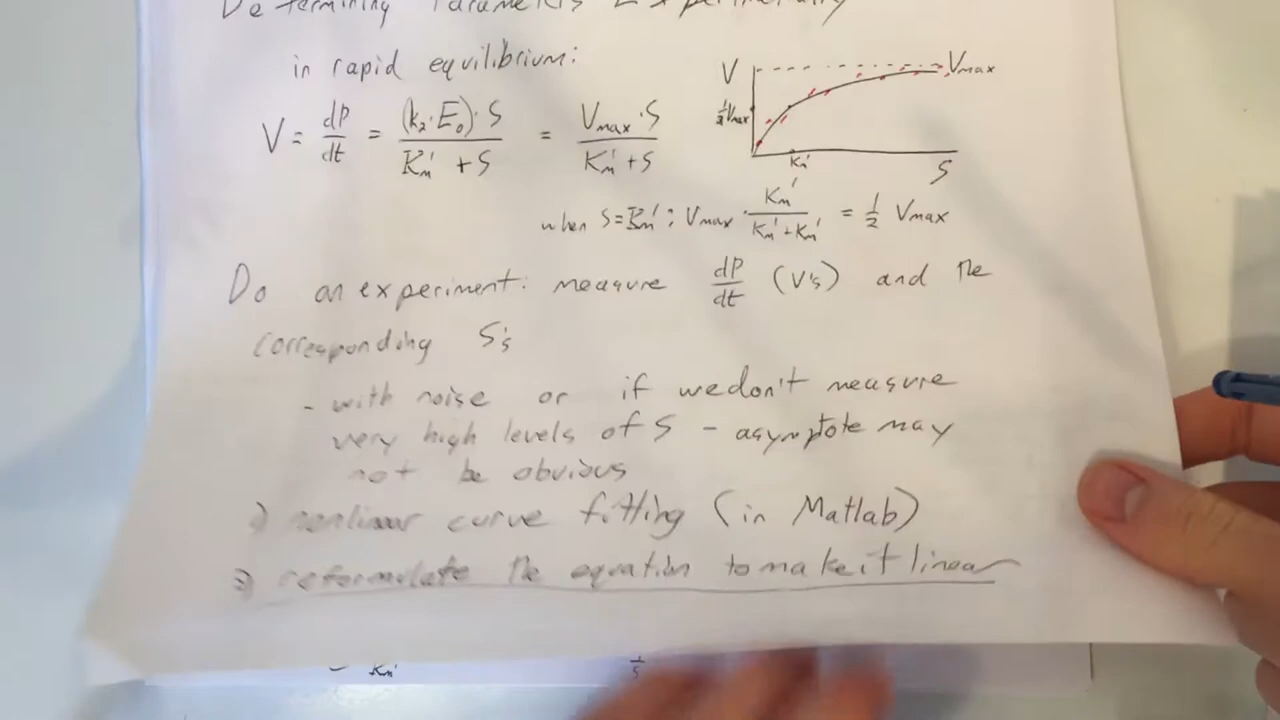 Determining Parameters Experimentally
in rapid equilibrium:
V = dP/dt = (k₂·E₀)·S / (Km' + S) = Vmax·S / (Km' + S)
V
Vmax
½Vmax
Km'
S
when S=Km': Vmax · Km' / (Km'+Km') = ½ Vmax
Do an experiment: measure dP/dt (V's) and the
corresponding S's
- with noise or if we don't measure
very high levels of S - asymptote may
not be obvious
1) nonlinear curve fitting (in Matlab)
2) reformulate the equation to make it linear
Km'
1/S